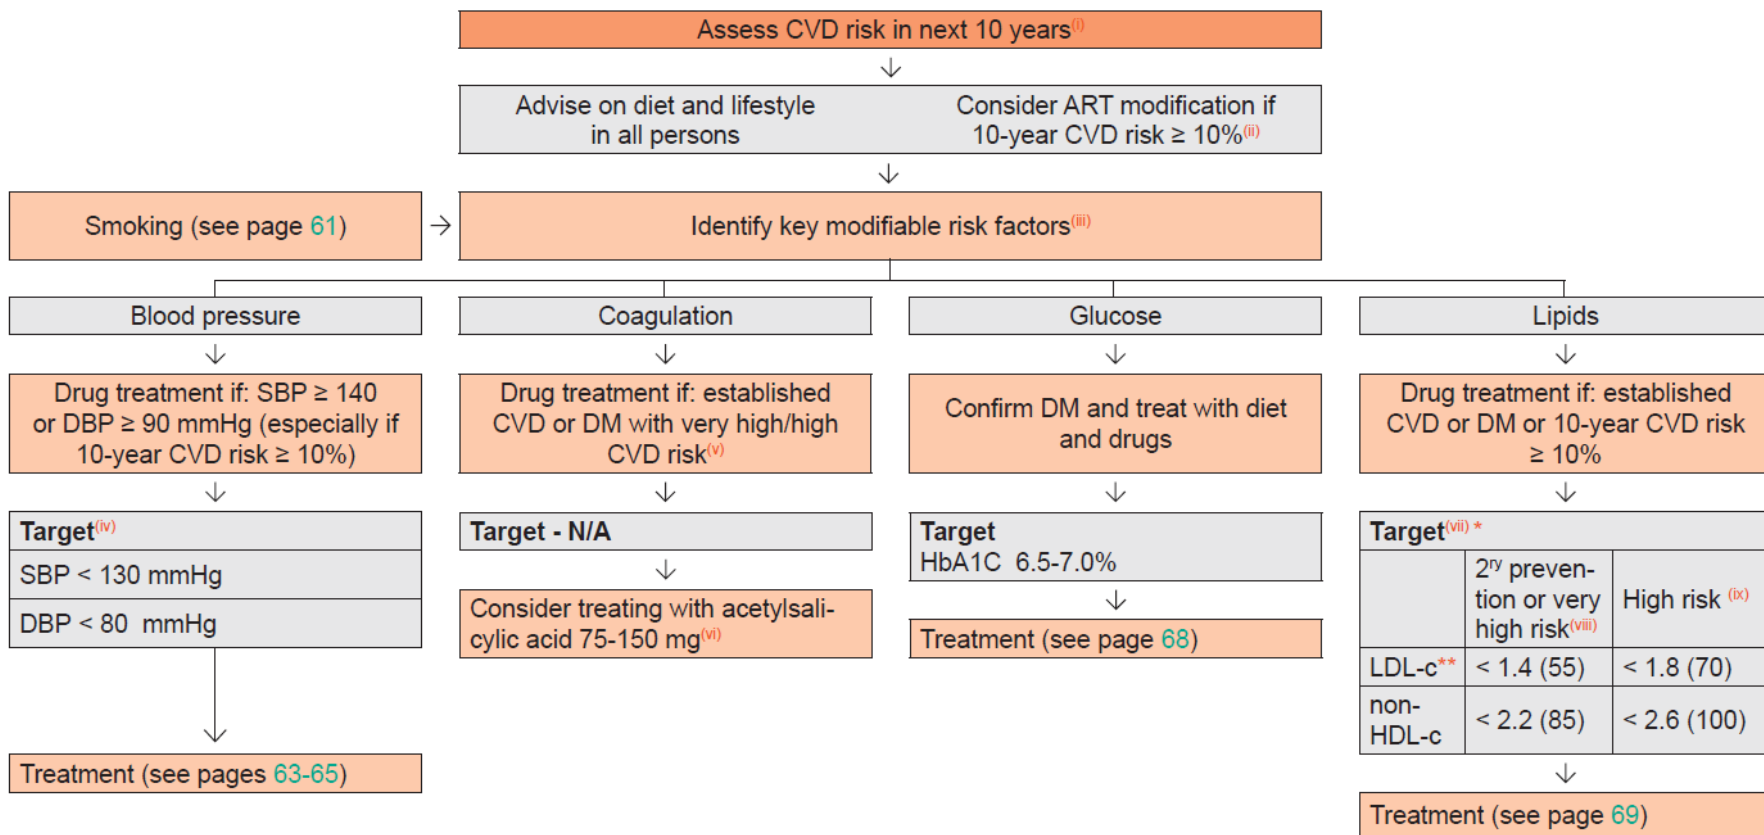 Assess CVD risk in next 10 years(i)
Advise on diet and lifestyle
in all persons
Consider ART modification if
10-year CVD risk ≥ 10%(ii)
Smoking (see page 61)
Identify key modifiable risk factors(iii)
Blood pressure
Drug treatment if: SBP ≥ 140
or DBP ≥ 90 mmHg (especially if
10-year CVD risk ≥ 10%)
Target(iv)
SBP < 130 mmHg
DBP < 80 mmHg
Treatment (see pages 63-65)
Coagulation
Drug treatment if: established
CVD or DM with very high/high
CVD risk(v)
Target - N/A
Consider treating with acetylsali-
cylic acid 75-150 mg(vi)
Glucose
Confirm DM and treat with diet
and drugs
Target
HbA1C 6.5-7.0%
Treatment (see page 68)
Lipids
Drug treatment if: established
CVD or DM or 10-year CVD risk
≥ 10%
Target(vii) *
2ry preven-
tion or very
high risk(viii)
High risk (ix)
LDL-c** < 1.4 (55) < 1.8 (70)
non-
HDL-c < 2.2 (85) < 2.6 (100)
Treatment (see page 69)